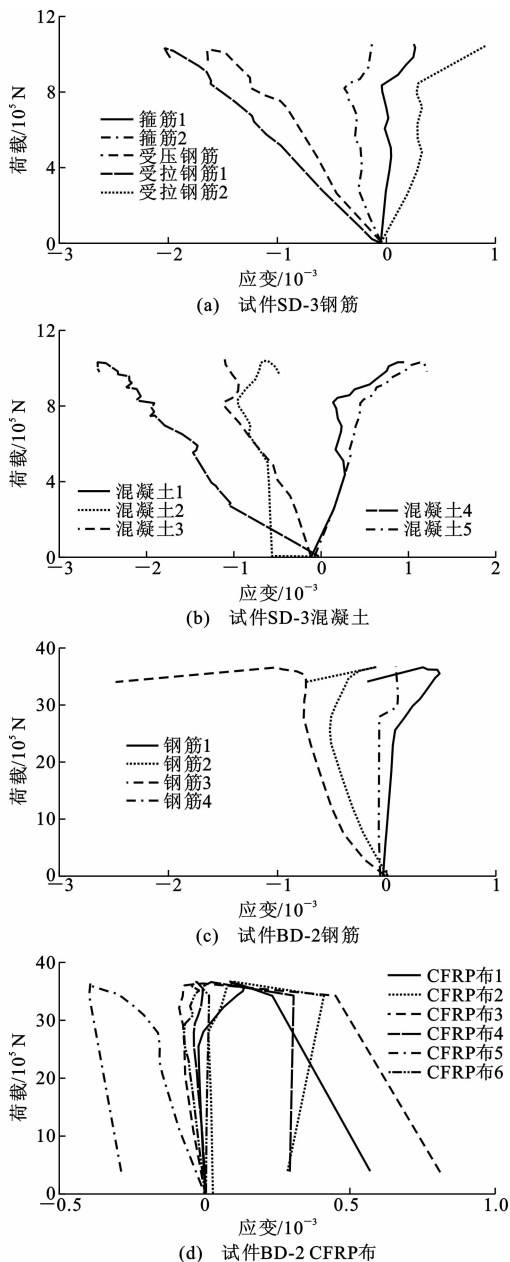 12
8
4
0
荷载/10⁵ N
箍筋1
箍筋2
受压钢筋
受拉钢筋1
受拉钢筋2
−3 −2 −1 0 1
应变/10⁻³
(a) 试件SD-3钢筋
12
8
4
0
荷载/10⁵ N
混凝土1
混凝土2
混凝土3
混凝土4
混凝土5
−3 −2 −1 0 1 2
应变/10⁻³
(b) 试件SD-3混凝土
40
30
20
10
0
荷载/10⁵ N
钢筋1
钢筋2
钢筋3
钢筋4
−3 −2 −1 0 1
应变/10⁻³
(c) 试件BD-2钢筋
40
30
20
10
0
荷载/10⁵ N
CFRP布1
CFRP布2
CFRP布3
CFRP布4
CFRP布5
CFRP布6
−0.5 0 0.5 1.0
应变/10⁻³
(d) 试件BD-2 CFRP布